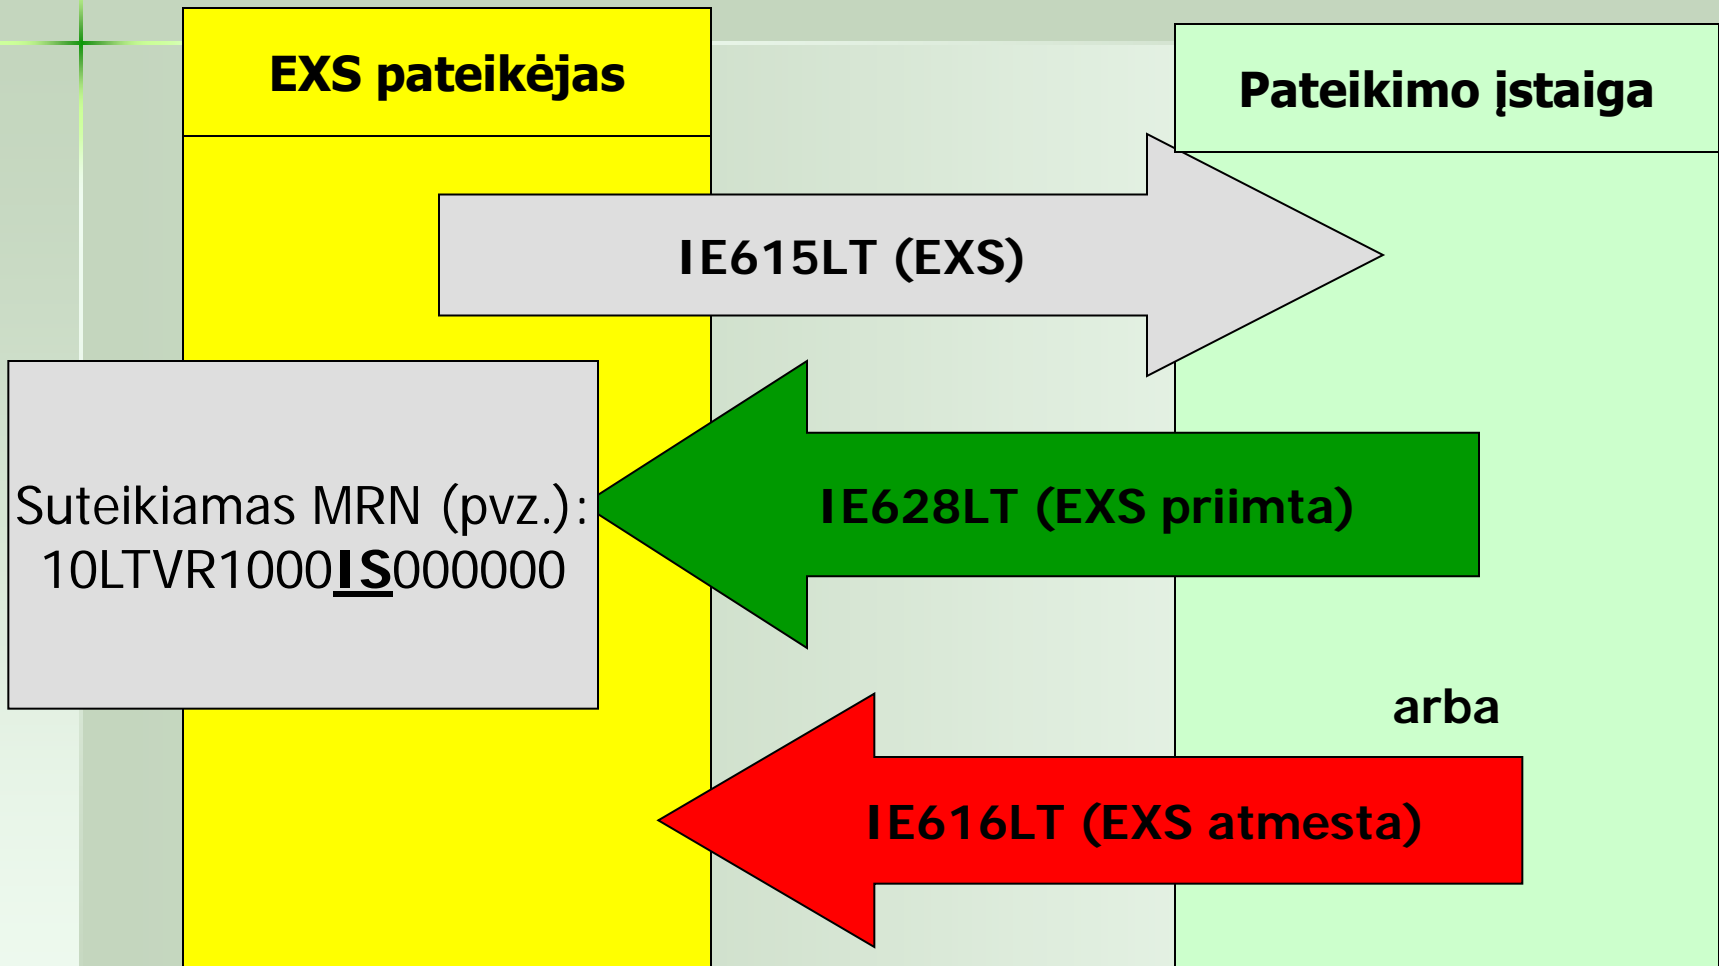 EXS pateikėjas
Pateikimo įstaiga
IE615LT (EXS)
Suteikiamas MRN (pvz.):
10LTVR1000IS000000
IE628LT (EXS priimta)
arba
IE616LT (EXS atmesta)